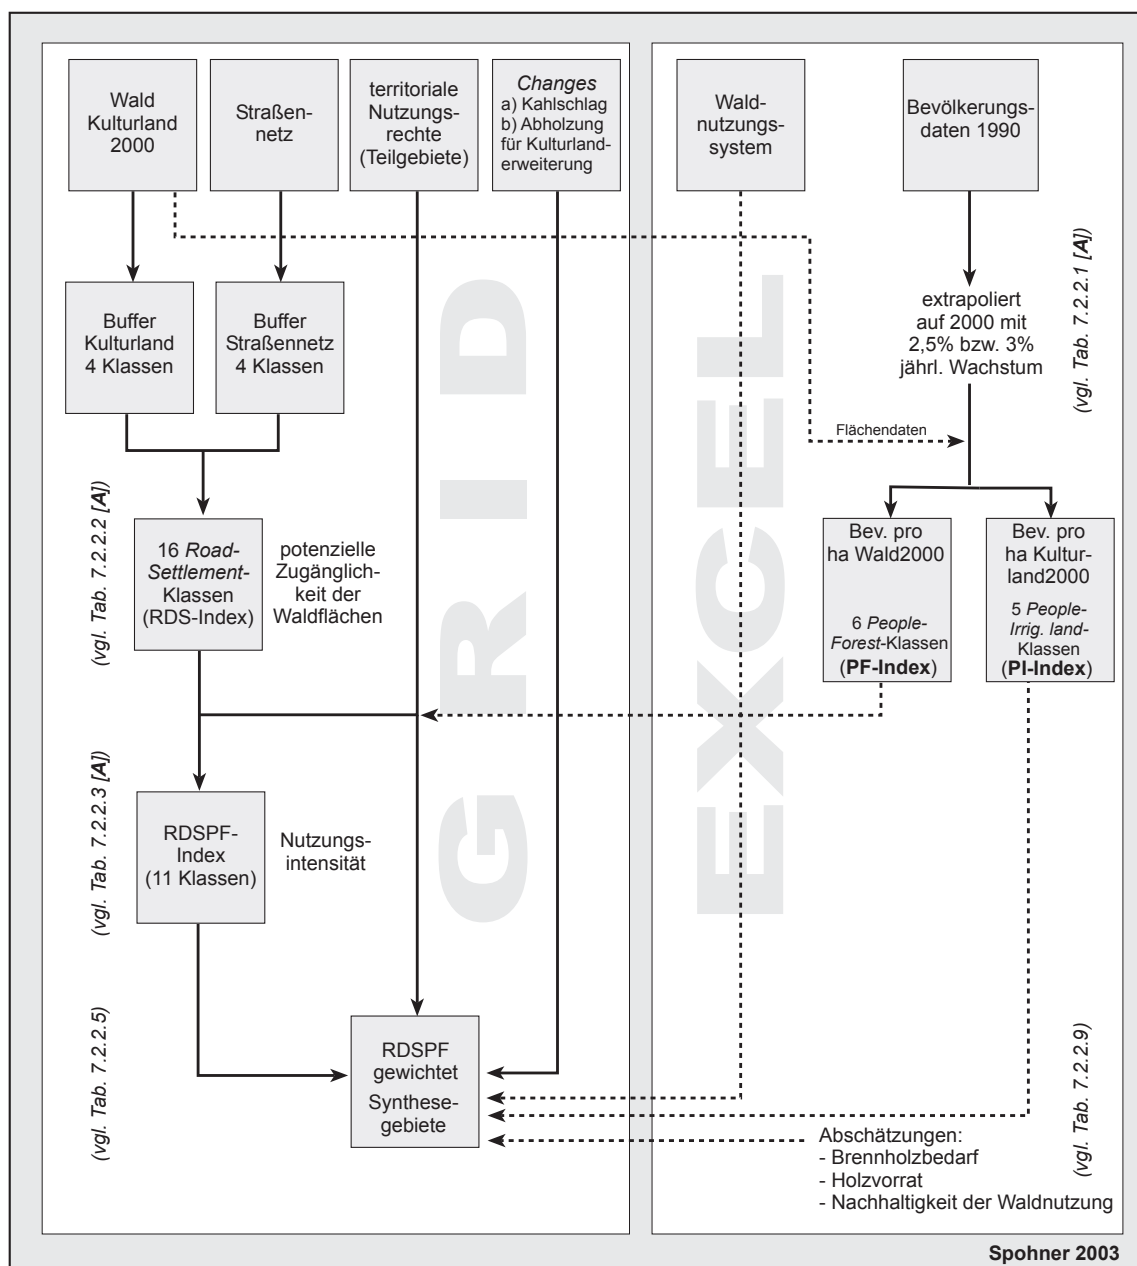 Wald
Kulturland
2000
Straßen-
netz
territoriale
Nutzungs-
rechte
(Teilgebiete)
Changes
a) Kahlschlag
b) Abholzung
für Kulturland-
erweiterung
Wald-
nutzungs-
system
Bevölkerungs-
daten 1990
Buffer
Kulturland
4 Klassen
Buffer
Straßennetz
4 Klassen
extrapoliert
auf 2000 mit
2,5% bzw. 3%
jährl. Wachstum
(vgl. Tab. 7.2.2.1 [A])
Flächendaten
(vgl. Tab. 7.2.2.2 [A])
16 Road-
Settlement-
Klassen
(RDS-Index)
potenzielle
Zugänglich-
keit der
Waldflächen
GRID
EXCEL
Bev. pro
ha Wald2000
6 People-
Forest-Klassen
(PF-Index)
Bev. pro
ha Kultur-
land2000
5 People-
Irrig. land-
Klassen
(PI-Index)
(vgl. Tab. 7.2.2.3 [A])
RDSPF-
Index
(11 Klassen)
Nutzungs-
intensität
(vgl. Tab. 7.2.2.5)
RDSPF
gewichtet
Synthese-
gebiete
(vgl. Tab. 7.2.2.9)
Abschätzungen:
- Brennholzbedarf
- Holzvorrat
- Nachhaltigkeit der Waldnutzung
Spohner 2003